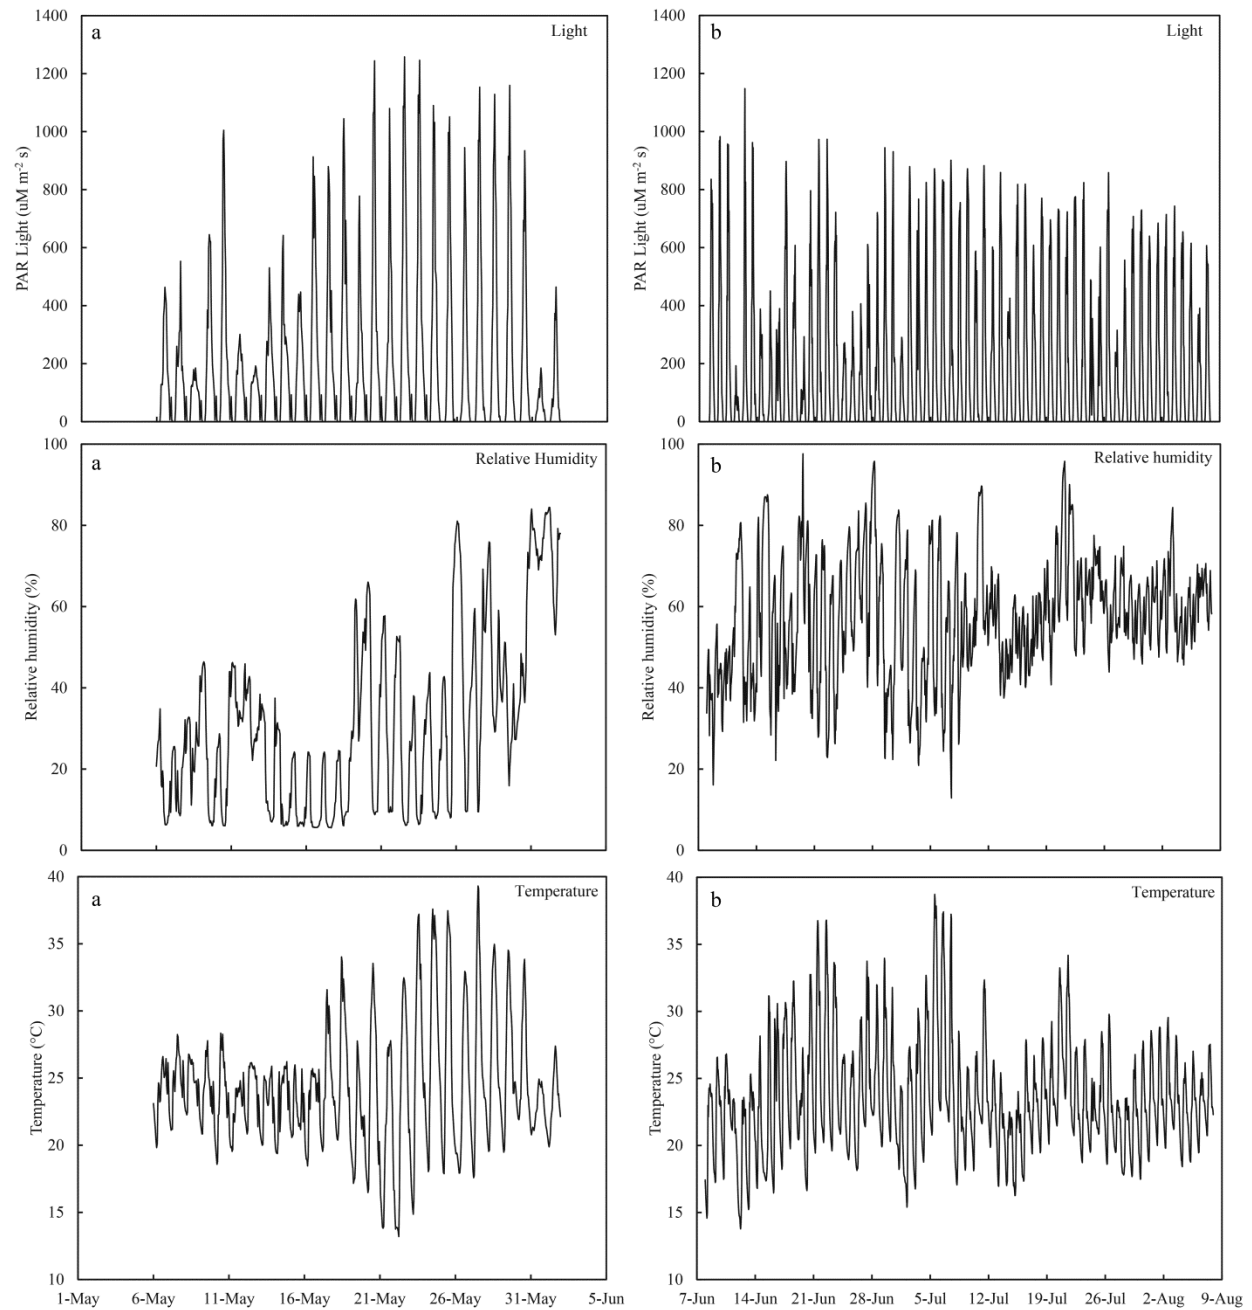 a
Light
PAR Light (uM m⁻² s)
1400
1200
1000
800
600
400
200
0
b
Light
PAR Light (uM m⁻² s)
1400
1200
1000
800
600
400
200
0
a
Relative Humidity
Relative humidity (%)
100
80
60
40
20
0
b
Relative humidity
Relative humidity (%)
100
80
60
40
20
0
a
Temperature
Temperature (°C)
40
35
30
25
20
15
10
1-May 6-May 11-May 16-May 21-May 26-May 31-May 5-Jun
b
Temperature
Temperature (°C)
40
35
30
25
20
15
10
7-Jun 14-Jun 21-Jun 28-Jun 5-Jul 12-Jul 19-Jul 26-Jul 2-Aug 9-Aug